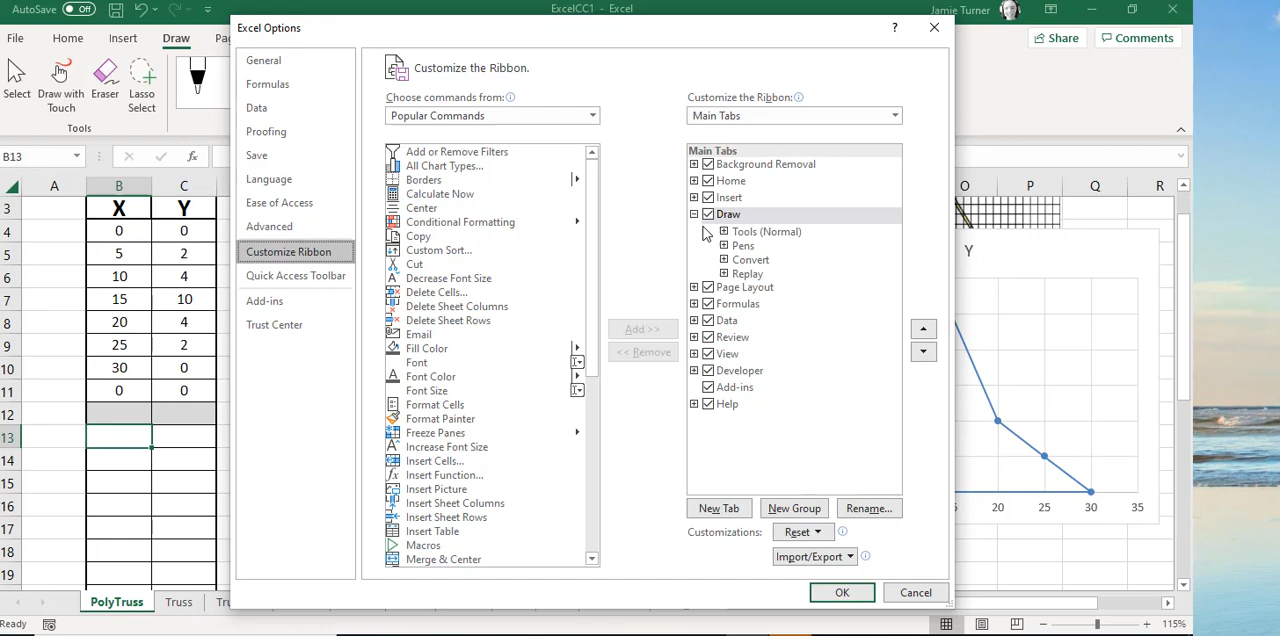 AutoSave Off
ExcelCC1 - Excel
Jamie Turner
File Home Insert Draw Pa
Share Comments
Select Draw with Touch Eraser Lasso Select
Tools
B13
fx
A B C
O P Q R
3 X Y
4 0 0
5 5 2
6 10 4
7 15 10
8 20 4
9 25 2
10 30 0
11 0 0
12
13
14
15
16
17
18
19
Y
20 25 30 35
Excel Options
?
General
Formulas
Data
Proofing
Save
Language
Ease of Access
Advanced
Customize Ribbon
Quick Access Toolbar
Add-ins
Trust Center
Customize the Ribbon.
Choose commands from:
Popular Commands
Add or Remove Filters
All Chart Types...
Borders
Calculate Now
Center
Conditional Formatting
Copy
Custom Sort...
Cut
Decrease Font Size
Delete Cells...
Delete Sheet Columns
Delete Sheet Rows
Email
Fill Color
Font
Font Color
Font Size
Format Cells
Format Painter
Freeze Panes
Increase Font Size
Insert Cells...
Insert Function...
Insert Picture
Insert Sheet Columns
Insert Sheet Rows
Insert Table
Macros
Merge & Center
Add >>
<< Remove
Customize the Ribbon:
Main Tabs
Main Tabs
Background Removal
Home
Insert
Draw
Tools (Normal)
Pens
Convert
Replay
Page Layout
Formulas
Data
Review
View
Developer
Add-ins
Help
New Tab New Group Rename...
Customizations: Reset
Import/Export
OK Cancel
PolyTruss Truss Tru
Ready
115%